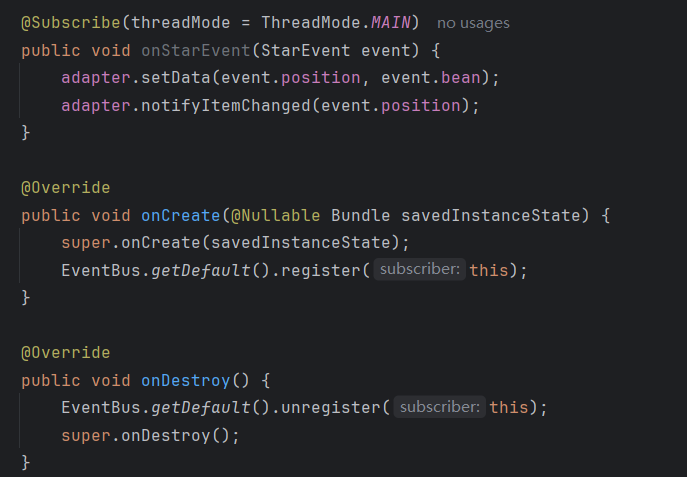 @Subscribe(threadMode = ThreadMode.MAIN) no usages
public void onStarEvent(StarEvent event) {
    adapter.setData(event.position, event.bean);
    adapter.notifyItemChanged(event.position);
}
@Override
public void onCreate(@Nullable Bundle savedInstanceState) {
    super.onCreate(savedInstanceState);
    EventBus.getDefault().register( subscriber: this);
}
@Override
public void onDestroy() {
    EventBus.getDefault().unregister( subscriber: this);
    super.onDestroy();
}